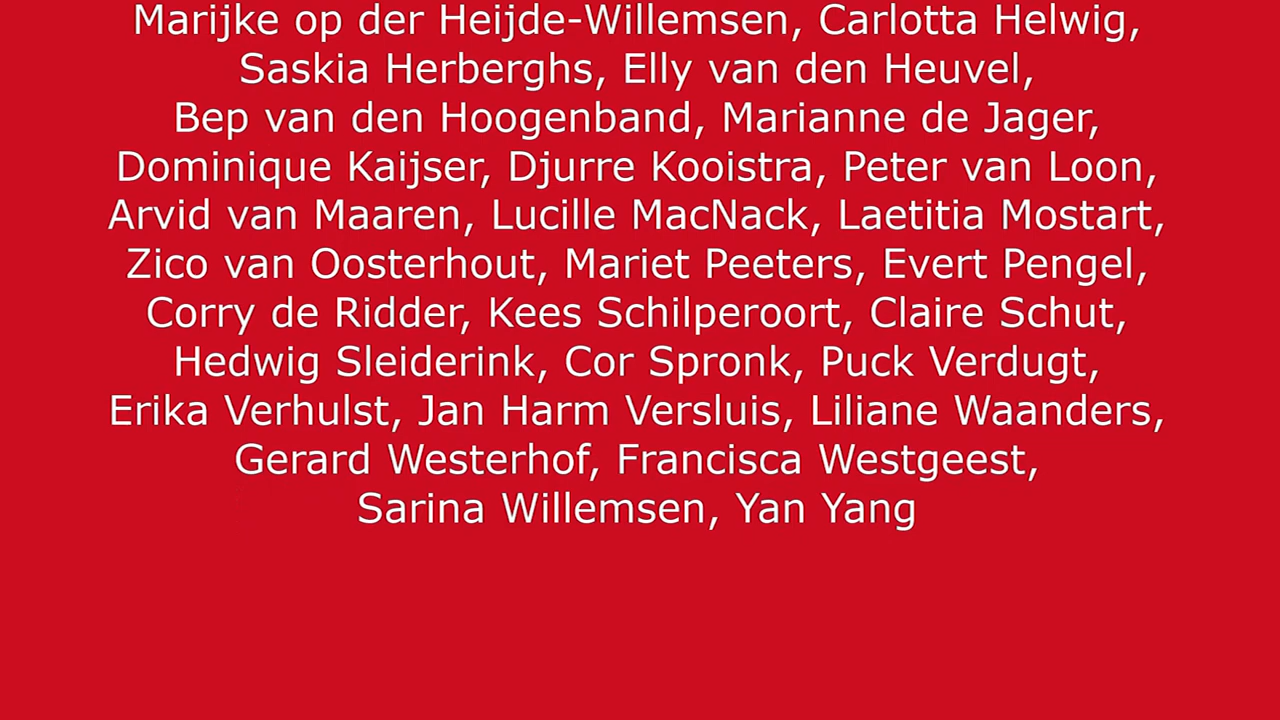 Marijke op der Heijde-Willemsen, Carlotta Helwig,
Saskia Herberghs, Elly van den Heuvel,
Bep van den Hoogenband, Marianne de Jager,
Dominique Kaijser, Djurre Kooistra, Peter van Loon,
Arvid van Maaren, Lucille MacNack, Laetitia Mostart,
Zico van Oosterhout, Mariet Peeters, Evert Pengel,
Corry de Ridder, Kees Schilperoort, Claire Schut,
Hedwig Sleiderink, Cor Spronk, Puck Verdugt,
Erika Verhulst, Jan Harm Versluis, Liliane Waanders,
Gerard Westerhof, Francisca Westgeest,
Sarina Willemsen, Yan Yang